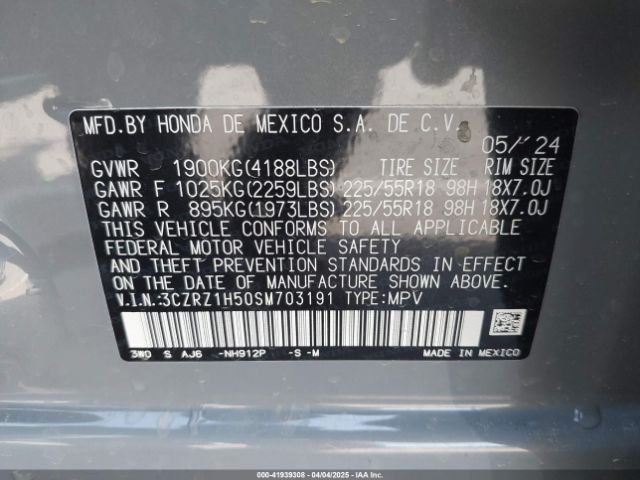 MFD.BY HONDA DE MEXICO S.A. DE C.V. 05/24
GVWR 1900KG(4188LBS) TIRE SIZE RIM SIZE
GAWR F 1025KG(2259LBS) 225/55R18 98H 18X7.0J
GAWR R 895KG(1973LBS) 225/55R18 98H 18X7.0J
THIS VEHICLE CONFORMS TO ALL APPLICABLE
FEDERAL MOTOR VEHICLE SAFETY
AND THEFT PREVENTION STANDARDS IN EFFECT
ON THE DATE OF MANUFACTURE SHOWN ABOVE.
V.I.N.:3CZRZ1H50SM703191 TYPE:MPV
3W0 S AJ6 -NH912P -S -M MADE IN MEXICO
00-41939308 | 04/04/2025 | Copyright IAA, LLC